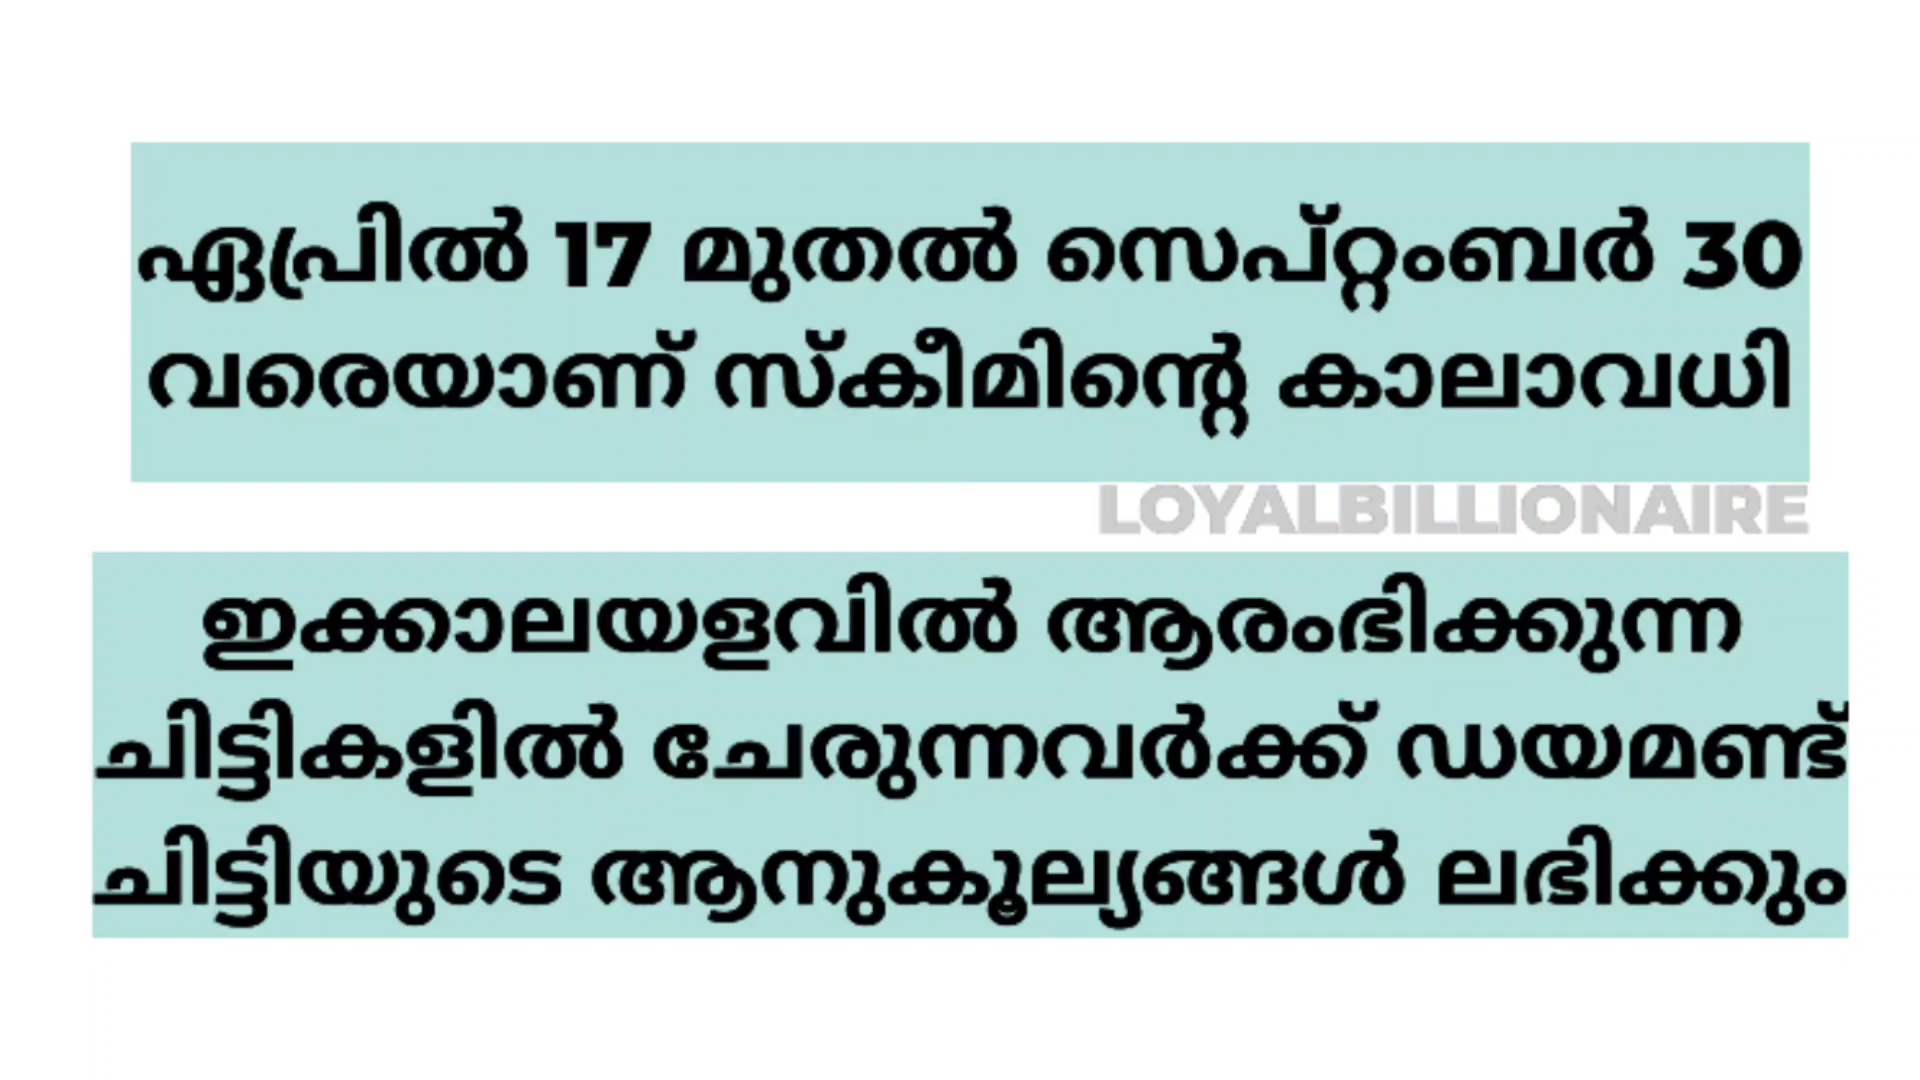 ഏപ്രിൽ 17 മുതൽ സെപ്റ്റംബർ 30
വരെയാണ് സ്കീമിന്റെ കാലാവധി
LOYALBILLIONAIRE
ഇക്കാലയളവിൽ ആരംഭിക്കുന്ന
ചിട്ടികളിൽ ചേരുന്നവർക്ക് ഡയമണ്ട്
ചിട്ടിയുടെ ആനുകൂല്യങ്ങൾ ലഭിക്കും